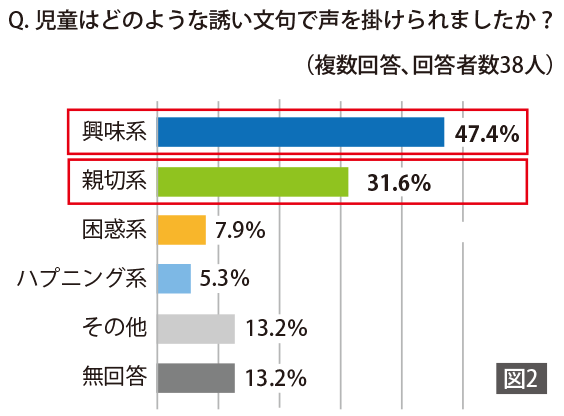 Q. 児童はどのような誘い文句で声を掛けられましたか？
（複数回答、回答者数38人）
興味系 47.4%
親切系 31.6%
困惑系 7.9%
ハプニング系 5.3%
その他 13.2%
無回答 13.2%
図2